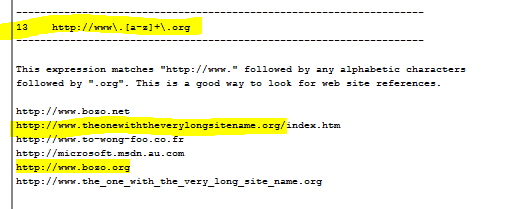 --------------------------------------------------------------------
13 http://www\.[a-z]+\.org
--------------------------------------------------------------------
This expression matches "http://www." followed by any alphabetic characters
followed by ".org". This is a good way to look for web site references.
http://www.bozo.net
http://www.theonewiththeverylongsitename.org/index.htm
http://www.to-wong-foo.co.fr
http://microsoft.msdn.au.com
http://www.bozo.org
http://www.the_one_with_the_very_long_site_name.org